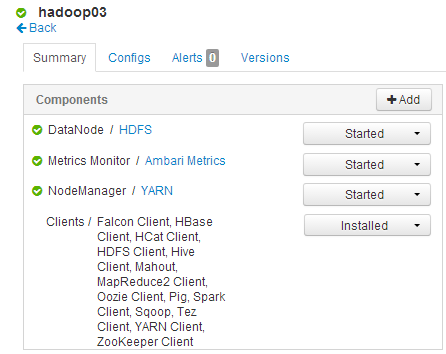 hadoop03
Back
Summary Configs Alerts 0 Versions
Components + Add
DataNode / HDFS Started
Metrics Monitor / Ambari Metrics Started
NodeManager / YARN Started
Clients / Falcon Client, HBase Installed
Client, HCat Client,
HDFS Client, Hive
Client, Mahout,
MapReduce2 Client,
Oozie Client, Pig, Spark
Client, Sqoop, Tez
Client, YARN Client,
ZooKeeper Client